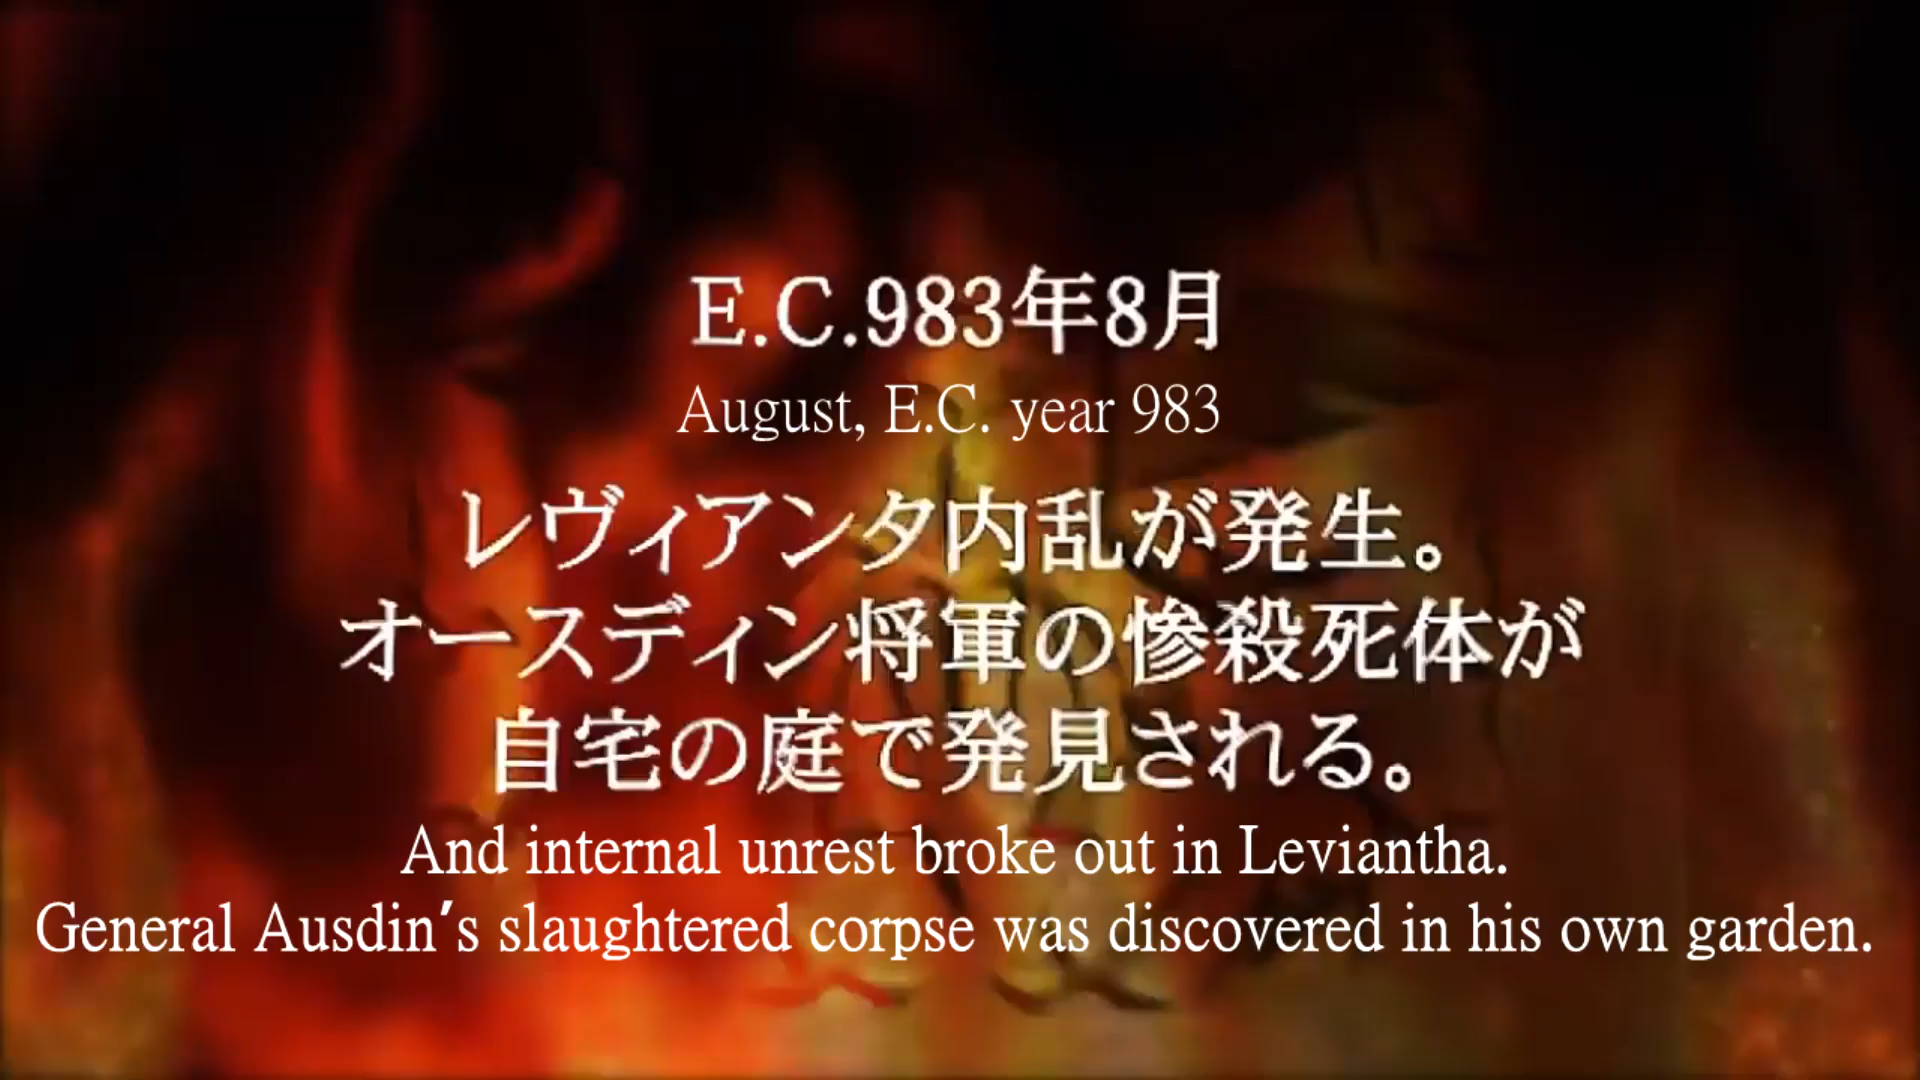 E.C.983年8月
August, E.C. year 983
レヴィアンタ内乱が発生。
オースディン将軍の惨殺死体が
自宅の庭で発見される。
And internal unrest broke out in Leviantha.
General Ausdin′s slaughtered corpse was discovered in his own garden.